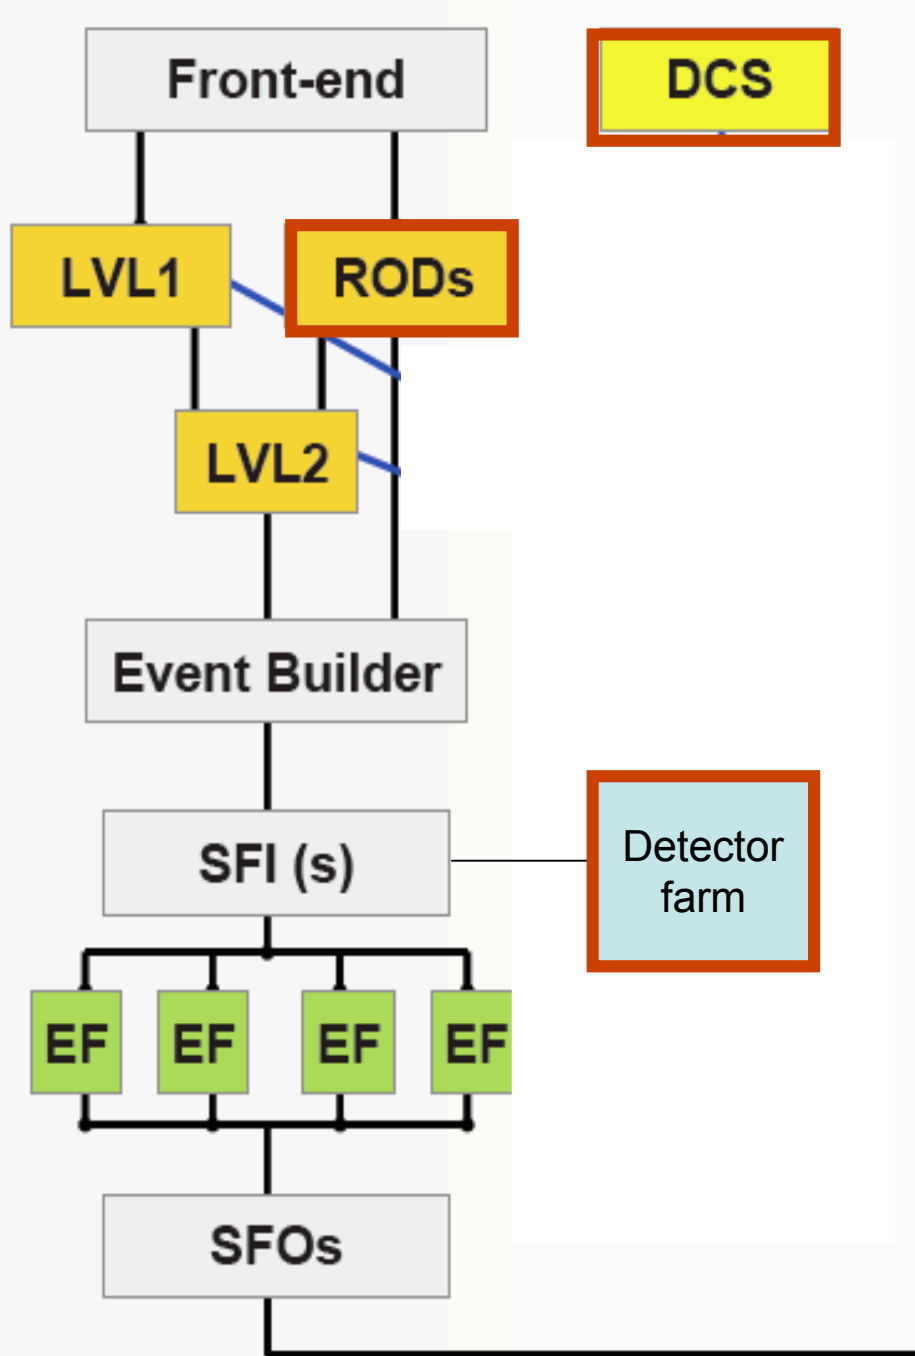 Front-end
DCS
LVL1
RODs
LVL2
Event Builder
SFI (s)
Detector
farm
EF
EF
EF
EF
SFOs